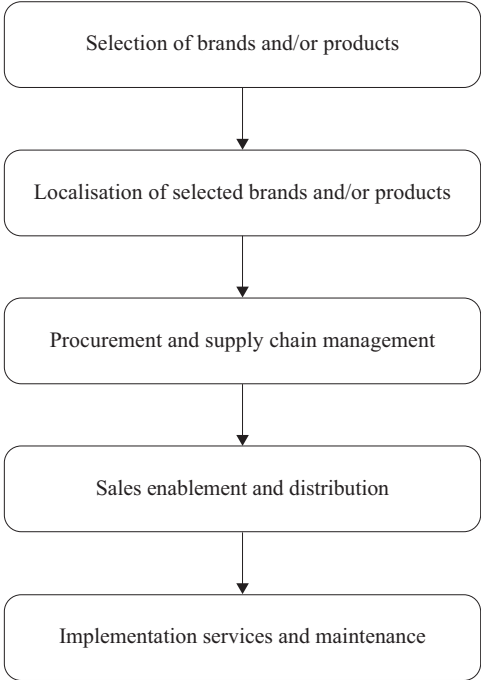 Selection of brands and/or products
Localisation of selected brands and/or products
Procurement and supply chain management
Sales enablement and distribution
Implementation services and maintenance